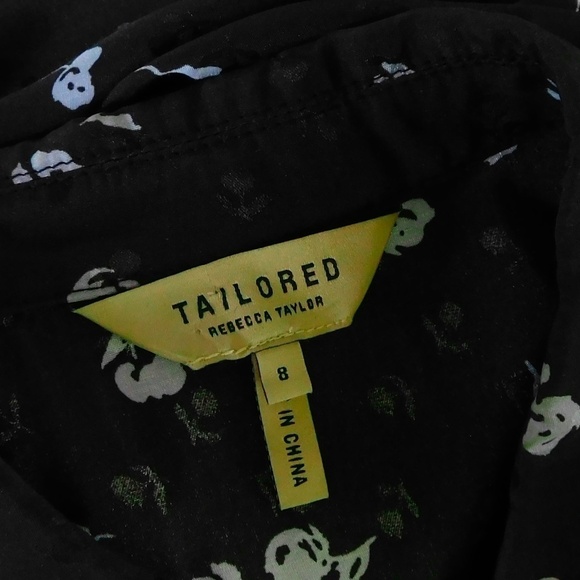 TAILORED
REBECCA TAYLOR
8
IN CHINA